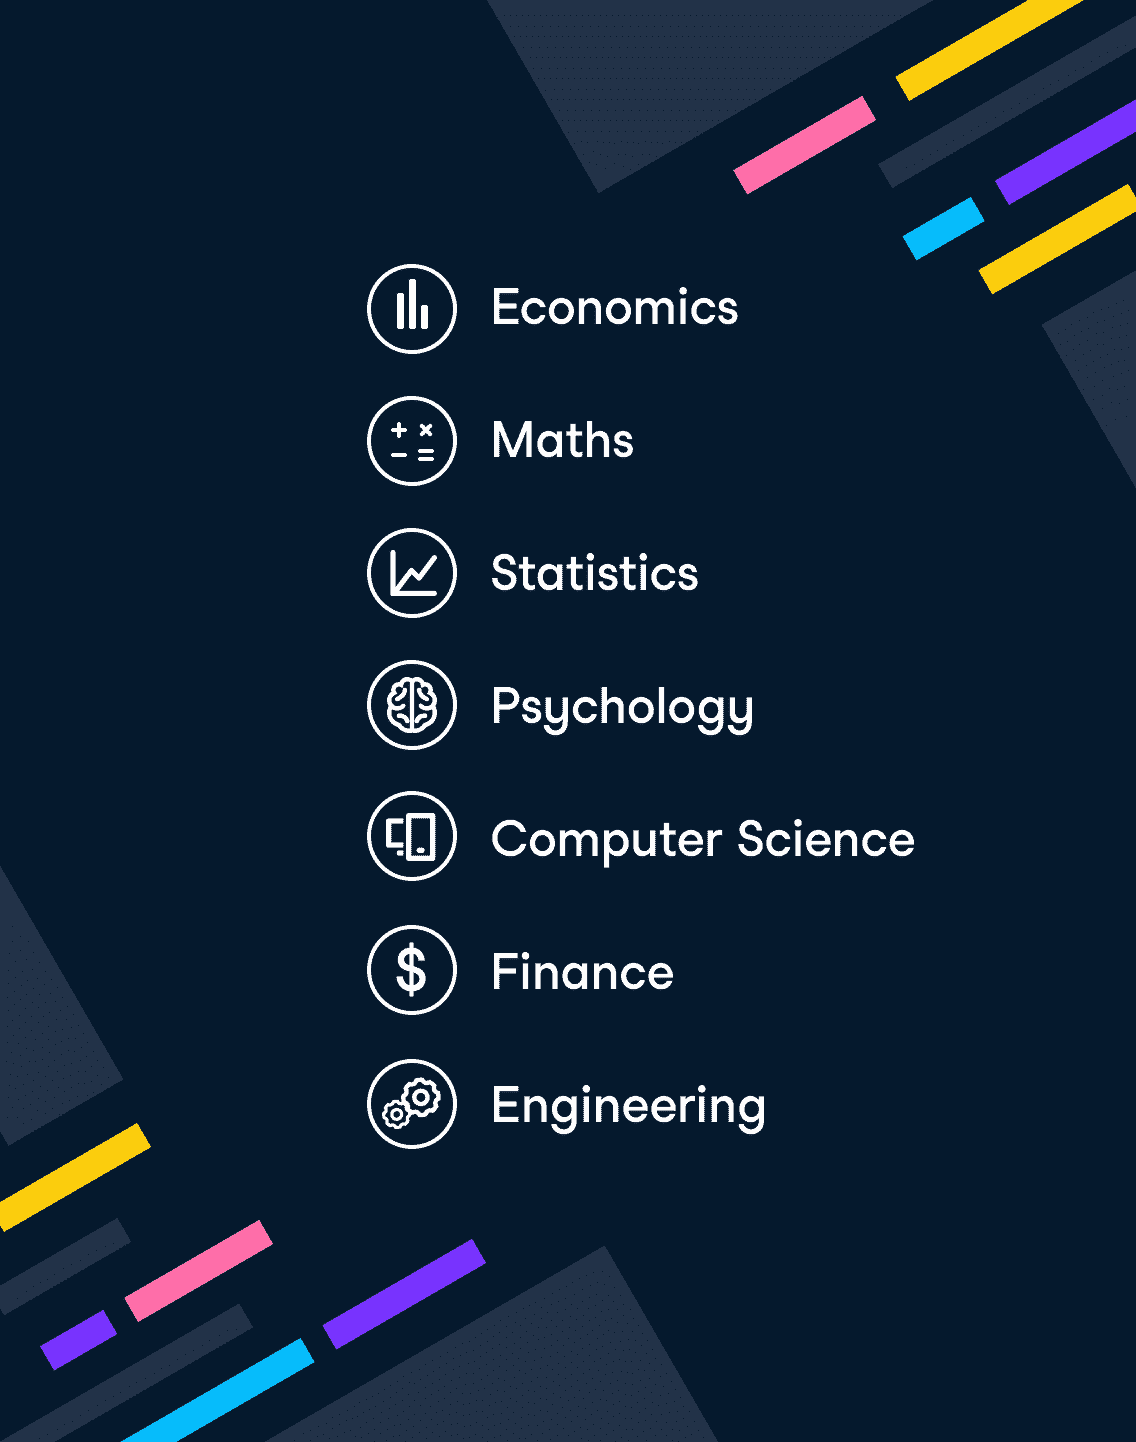 Economics
Maths
Statistics
Psychology
Computer Science
Finance
Engineering